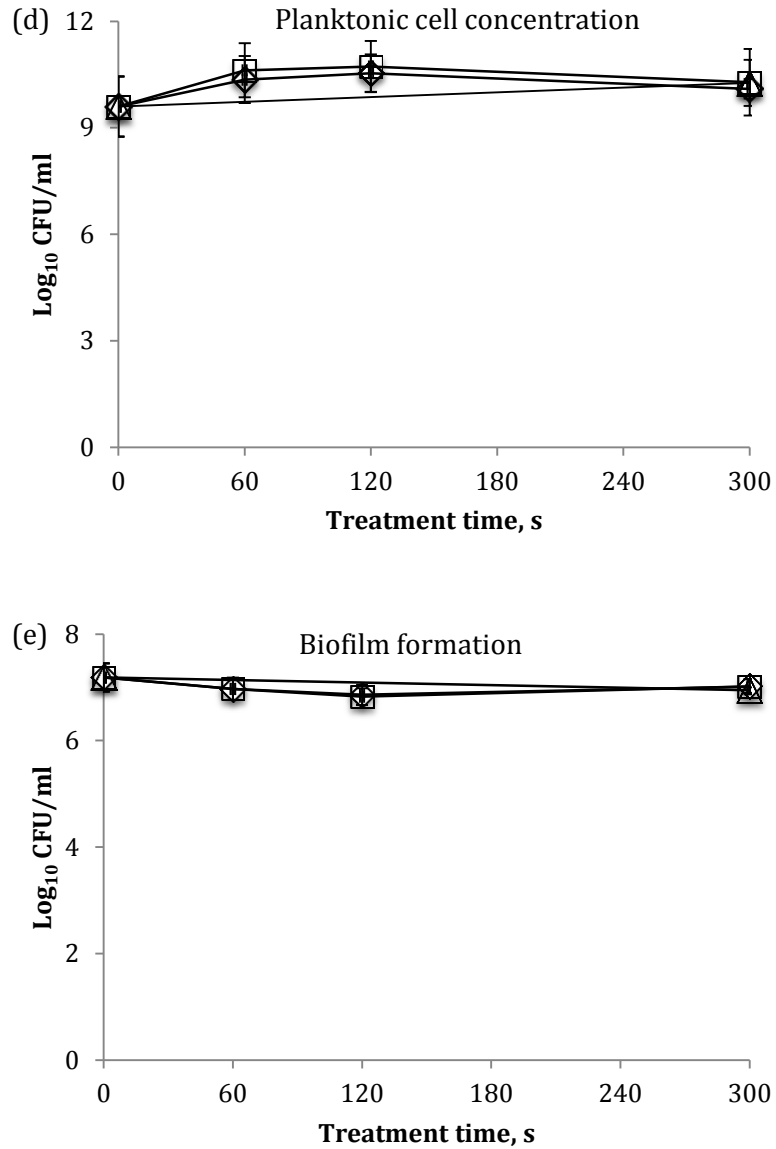 (d)
Planktonic cell concentration
12
9
6
3
0
Log₁₀ CFU/ml
0 60 120 180 240 300
Treatment time, s
(e)
Biofilm formation
8
6
4
2
0
Log₁₀ CFU/ml
0 60 120 180 240 300
Treatment time, s